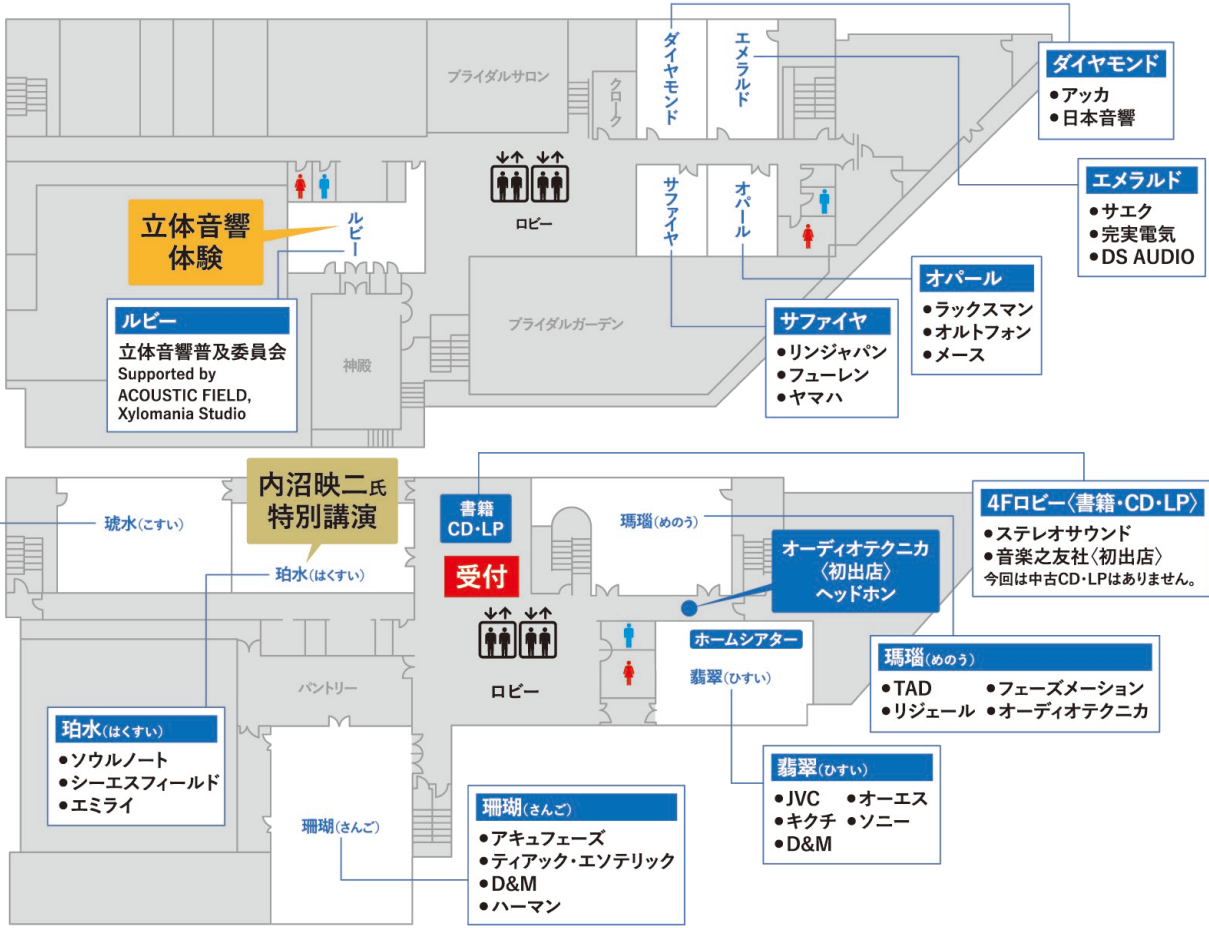 ブライダルサロン
クローク
ダイヤモンド
エメラルド
ダイヤモンド
●アッカ
●日本音響
エメラルド
●サエク
●完実電気
●DS AUDIO
ロビー
サファイヤ
オパール
立体音響
体験
ルビー
オパール
●ラックスマン
●オルトフォン
●メース
サファイヤ
●リンジャパン
●フューレン
●ヤマハ
ルビー
立体音響普及委員会
Supported by
ACOUSTIC FIELD,
Xylomania Studio
神殿
ブライダルガーデン
内沼映二氏
特別講演
琥水(こすい)
珀水(はくすい)
書籍
CD・LP
受付
瑪瑙(めのう)
オーディオテクニカ
〈初出店〉
ヘッドホン
4Fロビー〈書籍・CD・LP〉
●ステレオサウンド
●音楽之友社〈初出店〉
今回は中古CD・LPはありません。
ロビー
ホームシアター
翡翠(ひすい)
瑪瑙(めのう)
●TAD ●フェーズメーション
●リジェール ●オーディオテクニカ
パントリー
珀水(はくすい)
●ソウルノート
●シーエスフィールド
●エミライ
珊瑚(さんご)
珊瑚(さんご)
●アキュフェーズ
●ティアック・エソテリック
●D&M
●ハーマン
翡翠(ひすい)
●JVC ●オーエス
●キクチ ●ソニー
●D&M